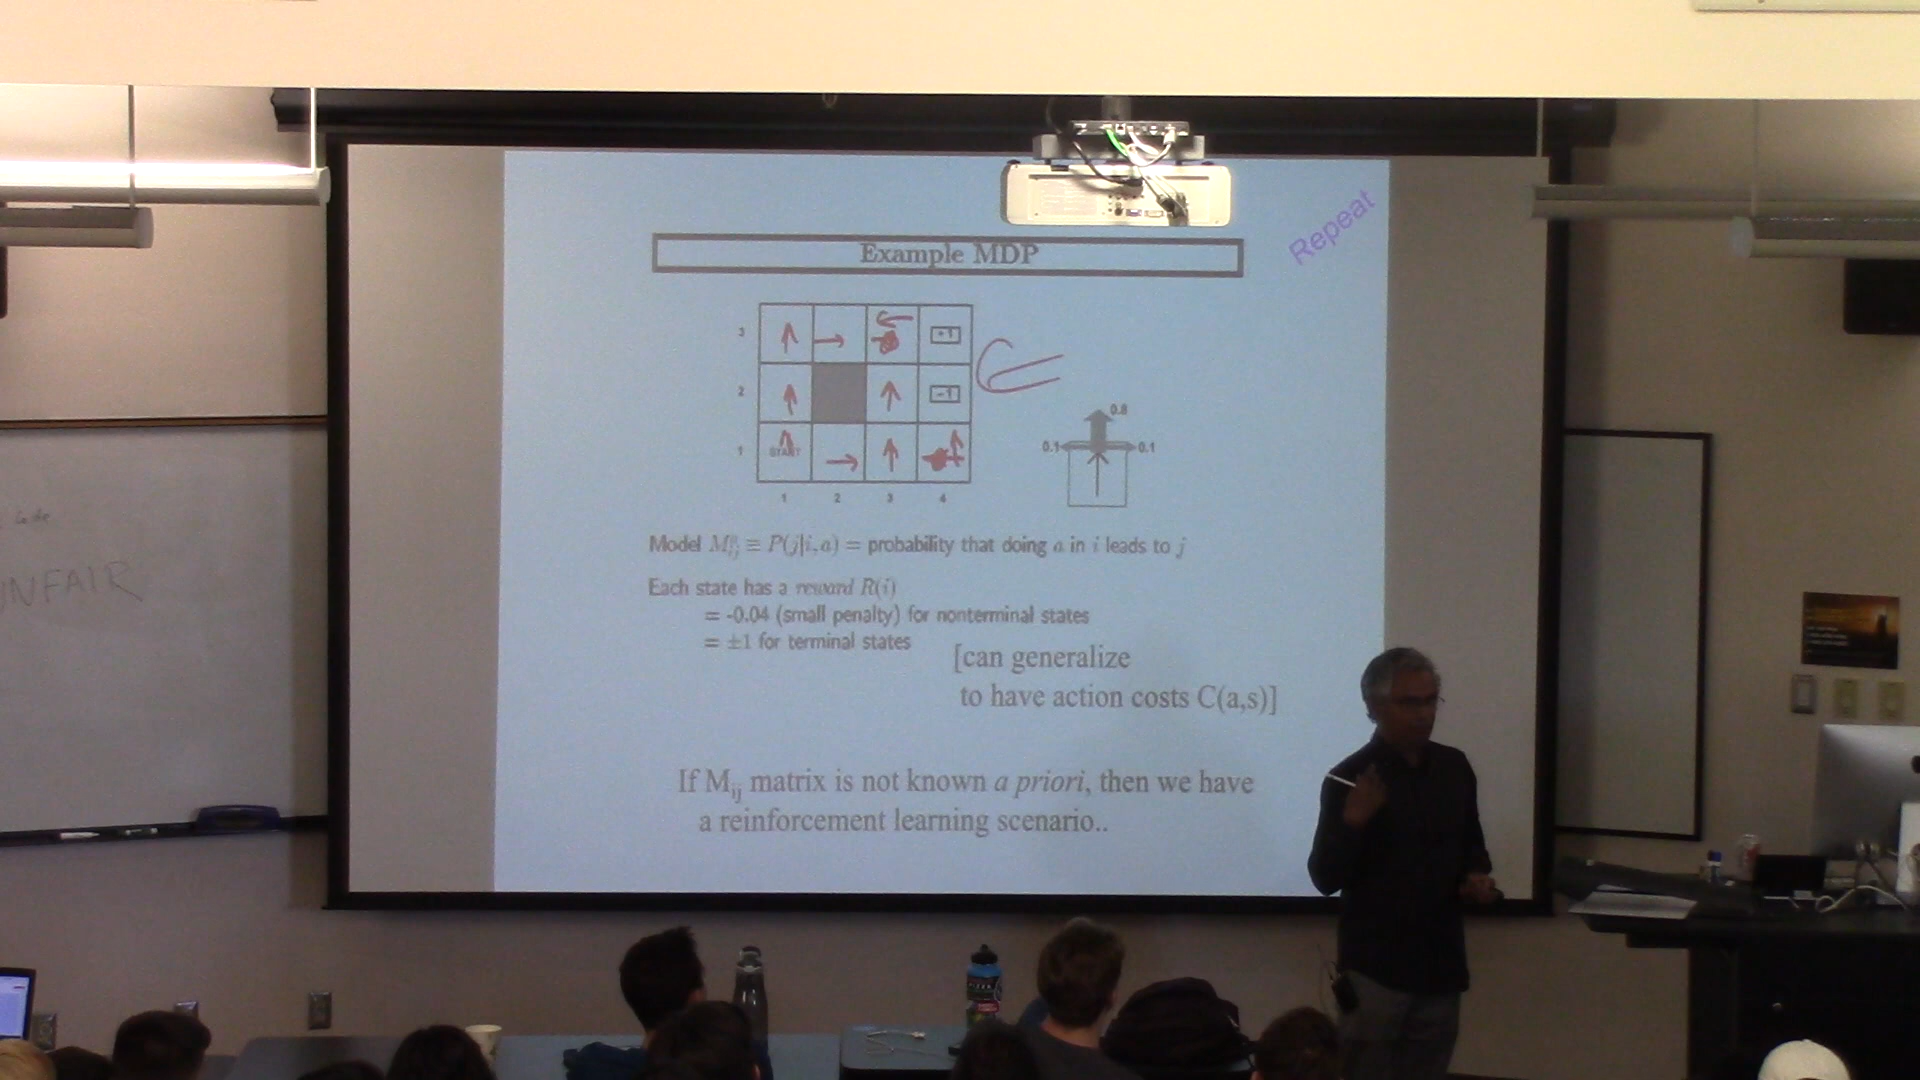 Repeat
Example MDP
3
+1
2
-1
1
START
1 2 3 4
0.8
0.1 0.1
Model M^a_ij ≡ P(j|i, a) = probability that doing a in i leads to j
Each state has a reward R(i)
= -0.04 (small penalty) for nonterminal states
= ±1 for terminal states
[can generalize
to have action costs C(a,s)]
If M_ij matrix is not known a priori, then we have
a reinforcement learning scenario..
UNFAIR